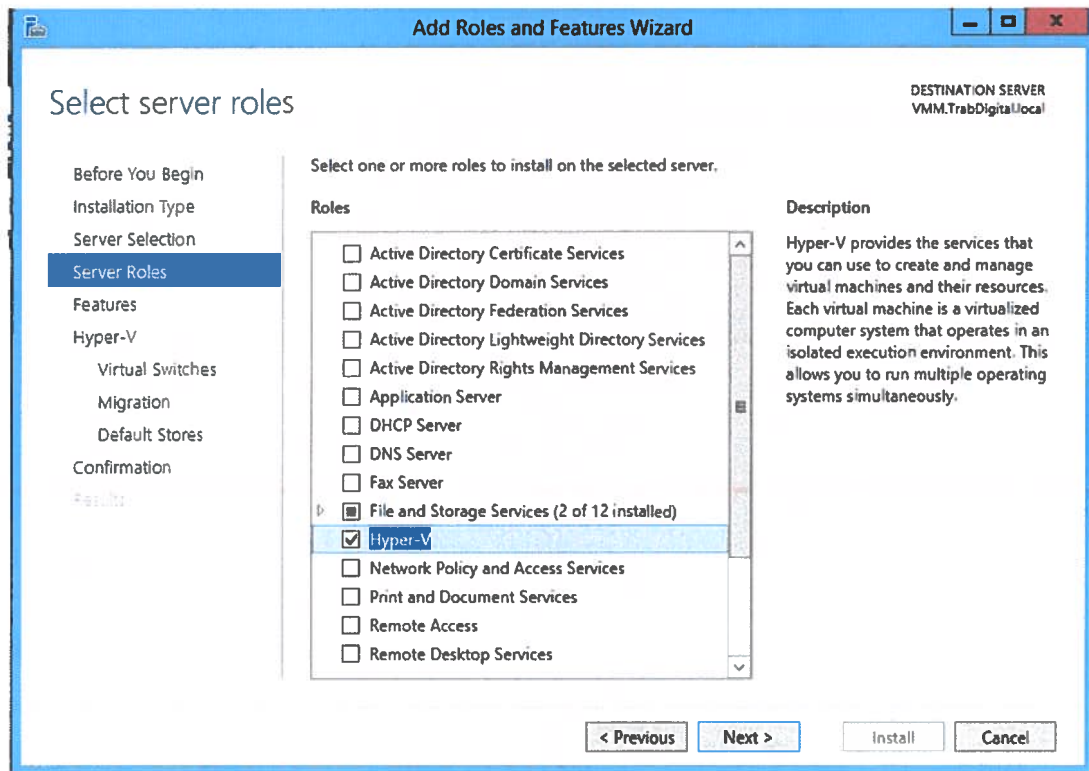 Add Roles and Features Wizard
Select server roles
DESTINATION SERVER
VMM.TrabDigital.local
Before You Begin
Installation Type
Server Selection
Server Roles
Features
Hyper-V
Virtual Switches
Migration
Default Stores
Confirmation
Results
Select one or more roles to install on the selected server.
Roles
Active Directory Certificate Services
Active Directory Domain Services
Active Directory Federation Services
Active Directory Lightweight Directory Services
Active Directory Rights Management Services
Application Server
DHCP Server
DNS Server
Fax Server
File and Storage Services (2 of 12 installed)
Hyper-V
Network Policy and Access Services
Print and Document Services
Remote Access
Remote Desktop Services
Description
Hyper-V provides the services that
you can use to create and manage
virtual machines and their resources.
Each virtual machine is a virtualized
computer system that operates in an
isolated execution environment. This
allows you to run multiple operating
systems simultaneously.
< Previous
Next >
Install
Cancel